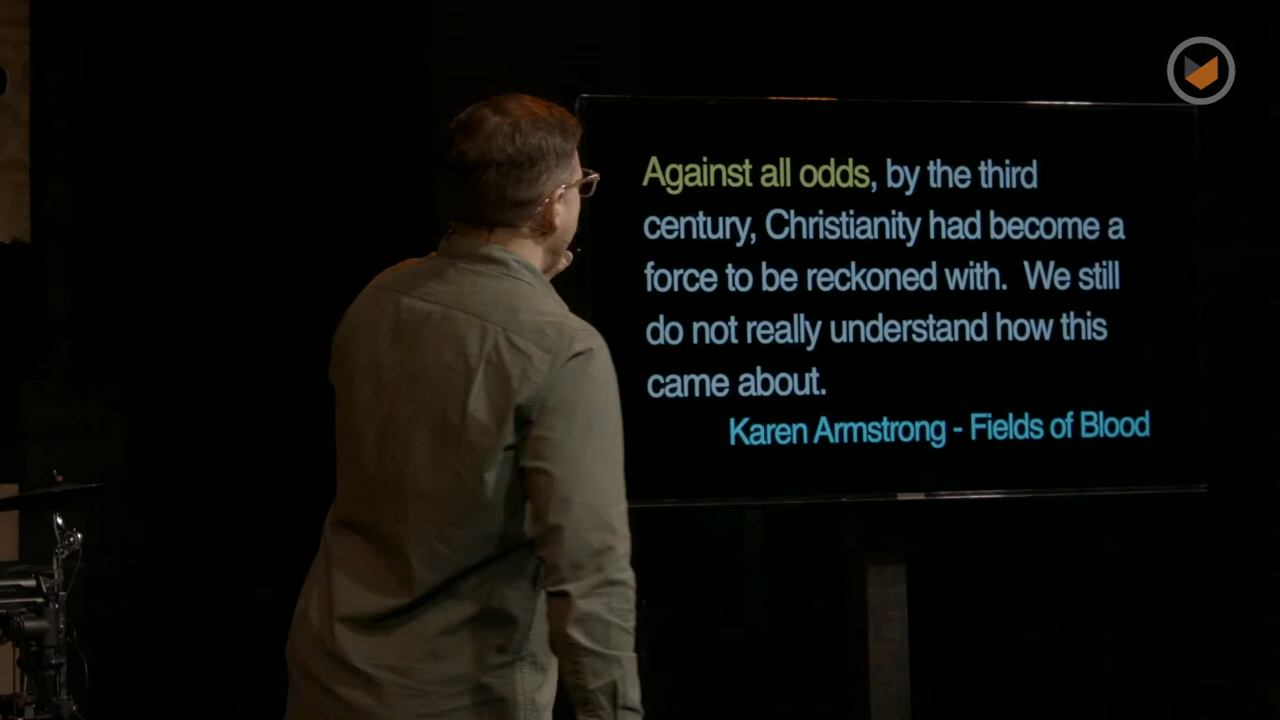 Against all odds, by the third
century, Christianity had become a
force to be reckoned with.  We still
do not really understand how this
came about.
Karen Armstrong - Fields of Blood